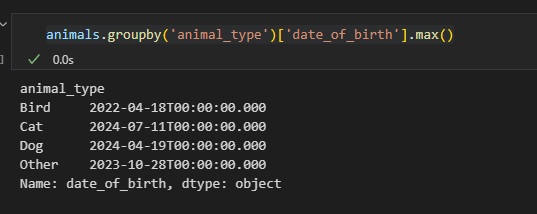 animals.groupby('animal_type')['date_of_birth'].max()
0.0s
animal_type
Bird     2022-04-18T00:00:00.000
Cat      2024-07-11T00:00:00.000
Dog      2024-04-19T00:00:00.000
Other    2023-10-28T00:00:00.000
Name: date_of_birth, dtype: object